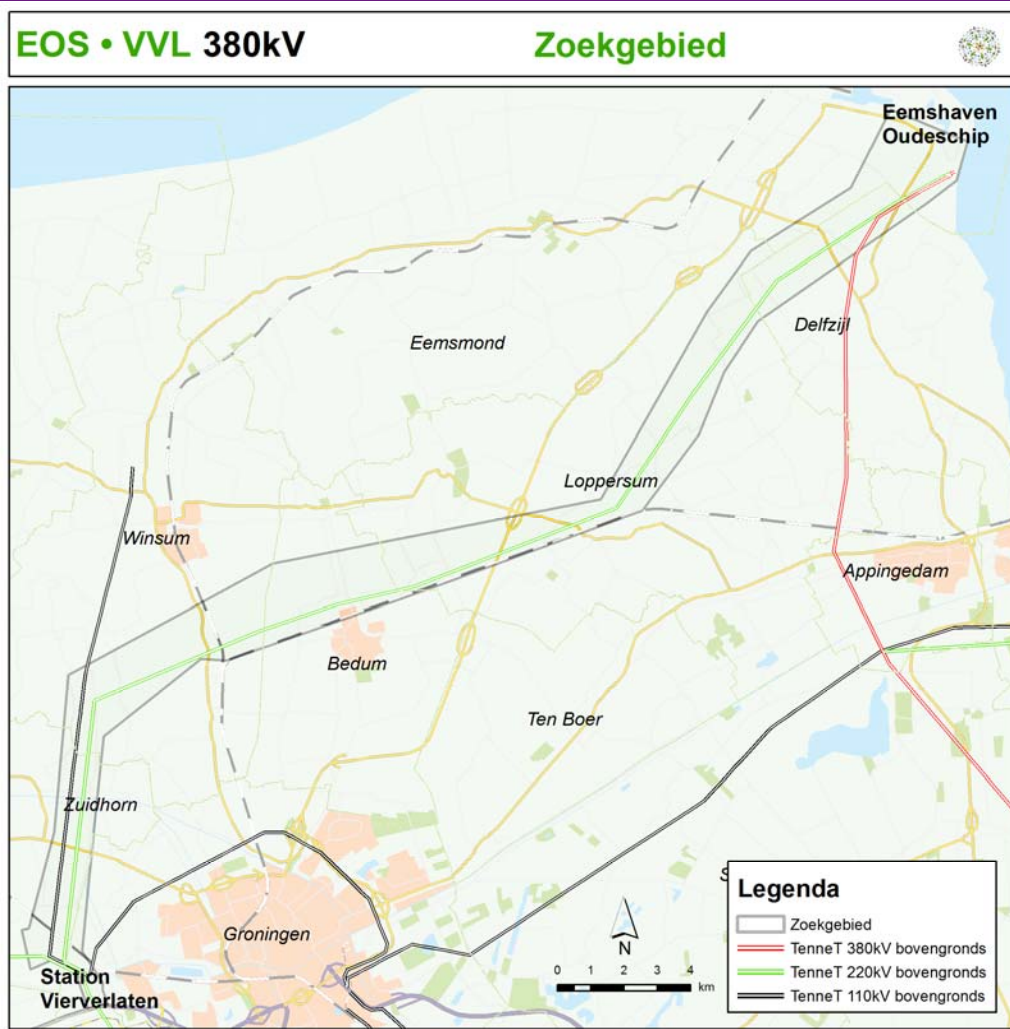 EOS • VVL 380kV
Zoekgebied
Eemshaven
Oudeschip
Delfzijl
Eemsmond
Loppersum
Winsum
Appingedam
Bedum
Ten Boer
Zuidhorn
Groningen
Station
Vierverlaten
N
0 1 2 3 4
km
Legenda
Zoekgebied
TenneT 380kV bovengronds
TenneT 220kV bovengronds
TenneT 110kV bovengronds